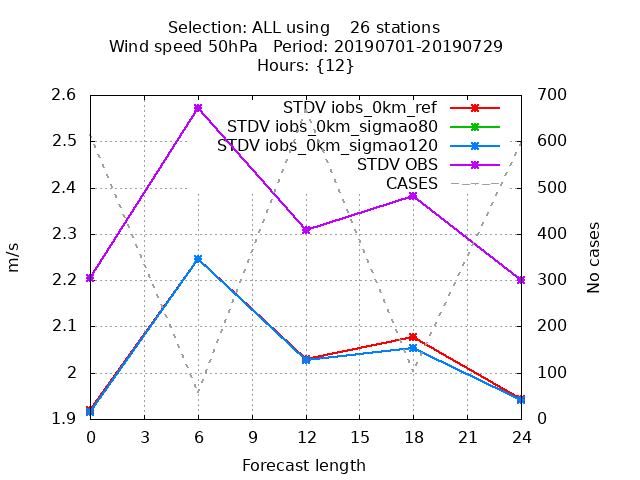 Selection: ALL using    26 stations
Wind speed 50hPa   Period: 20190701-20190729
Hours: {12}
2.6
2.5
2.4
2.3
2.2
2.1
2
1.9
m/s
STDV iobs_0km_ref
STDV iobs_0km_sigmao80
STDV iobs_0km_sigmao120
STDV OBS
CASES
700
600
500
400
300
200
100
0
No cases
0 3 6 9 12 15 18 21 24
Forecast length